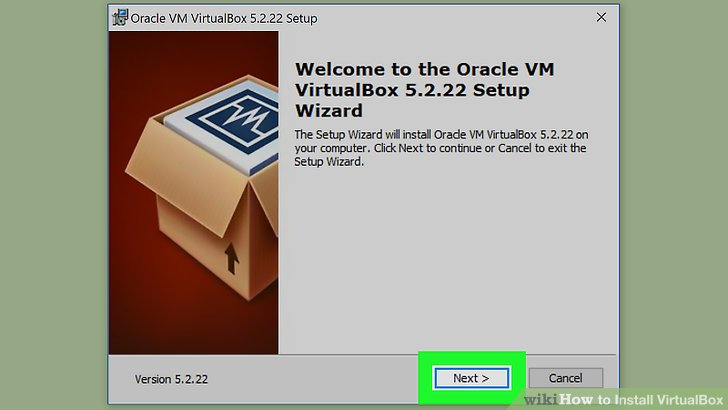 Oracle VM VirtualBox 5.2.22 Setup
Welcome to the Oracle VM
VirtualBox 5.2.22 Setup
Wizard
The Setup Wizard will install Oracle VM VirtualBox 5.2.22 on
your computer. Click Next to continue or Cancel to exit the
Setup Wizard.
Version 5.2.22
Next >
Cancel
wikiHow to Install VirtualBox